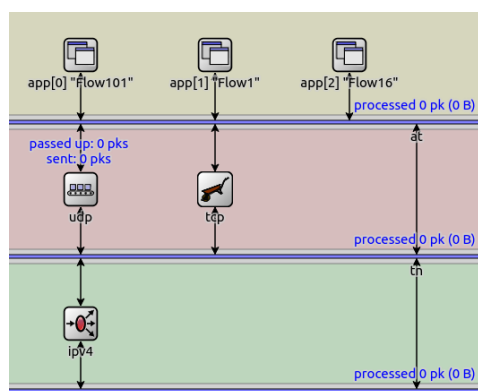 app[0] "Flow101"
app[1] "Flow1"
app[2] "Flow16"
processed 0 pk (0 B)
at
passed up: 0 pks
sent: 0 pks
udp
tcp
processed 0 pk (0 B)
tn
ipv4
processed 0 pk (0 B)